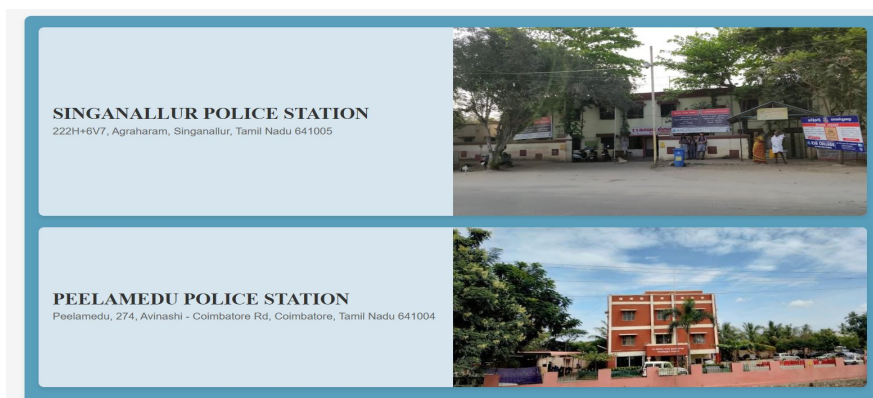 SINGANALLUR POLICE STATION
222H+6V7, Agraharam, Singanallur, Tamil Nadu 641005
PEELAMEDU POLICE STATION
Peelamedu, 274, Avinashi - Coimbatore Rd, Coimbatore, Tamil Nadu 641004